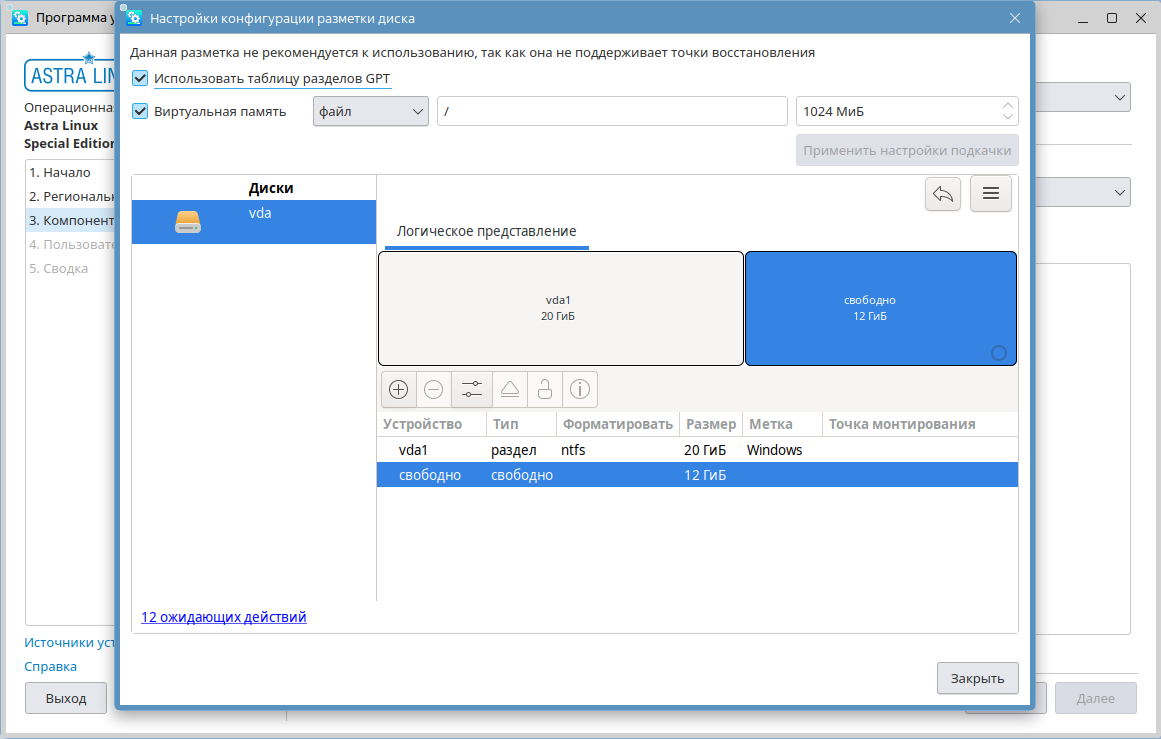 Программа у
Настройки конфигурации разметки диска
Данная разметка не рекомендуется к использованию, так как она не поддерживает точки восстановления
Использовать таблицу разделов GPT
Виртуальная память
файл
/
1024 МиБ
Применить настройки подкачки
ASTRA LIN
Операционна
Astra Linux
Special Edition
1. Начало
2. Региональн
3. Компонент
4. Пользовате
5. Сводка
Источники уст
Справка
Выход
Диски
vda
Логическое представление
vda1
20 ГиБ
свободно
12 ГиБ
Устройство Тип Форматировать Размер Метка Точка монтирования
vda1 раздел ntfs 20 ГиБ Windows
свободно свободно 12 ГиБ
12 ожидающих действий
Закрыть
Далее